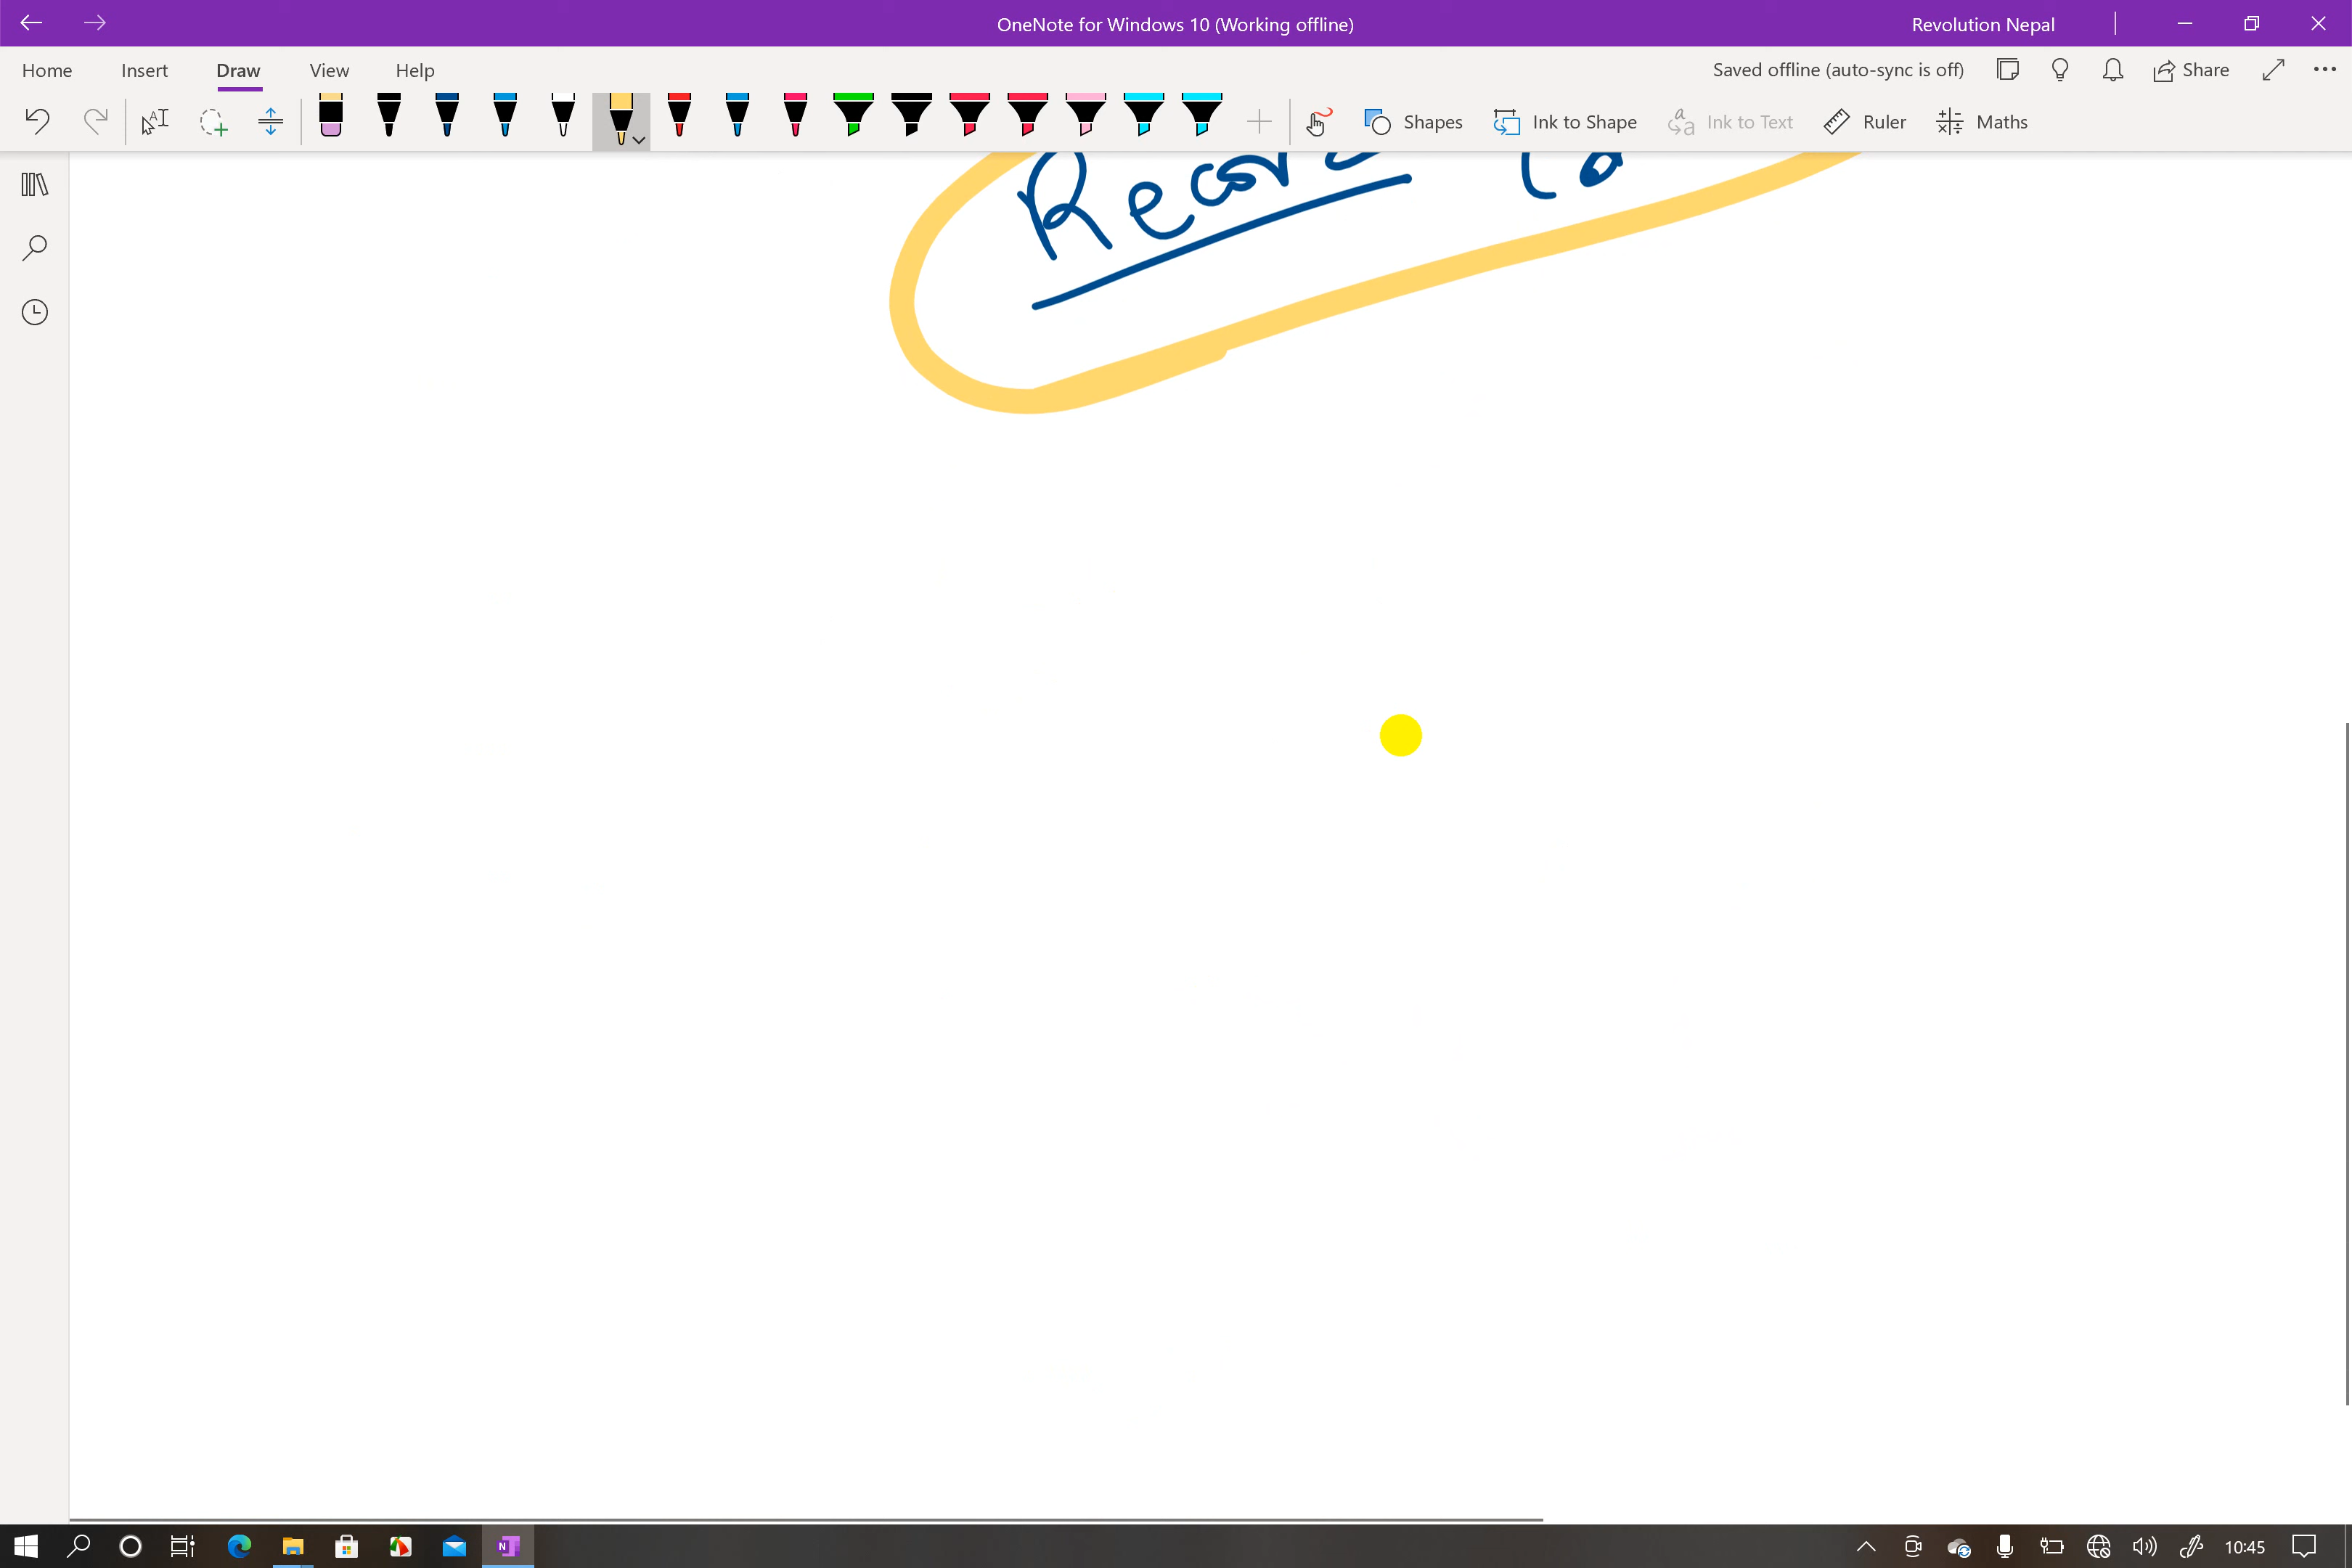 OneNote for Windows 10 (Working offline)
Revolution Nepal
Home Insert Draw View Help
Saved offline (auto-sync is off) Share
Shapes Ink to Shape Ink to Text Ruler Maths
10:45